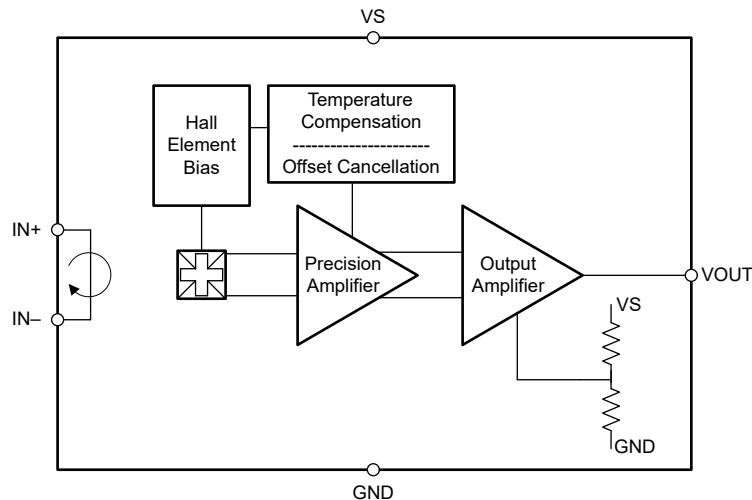 VS
Hall
Element
Bias
Temperature
Compensation
----------------------
Offset Cancellation
IN+
IN–
Precision
Amplifier
Output
Amplifier
VOUT
VS
GND
GND